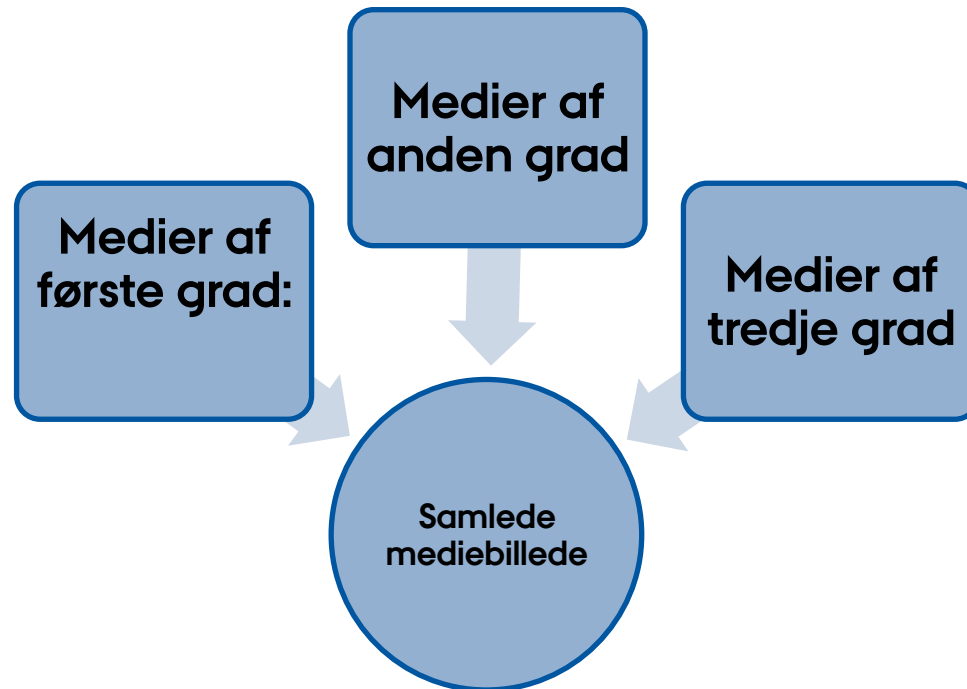 Medier af
første grad:
Medier af
anden grad
Medier af
tredje grad
Samlede
mediebillede